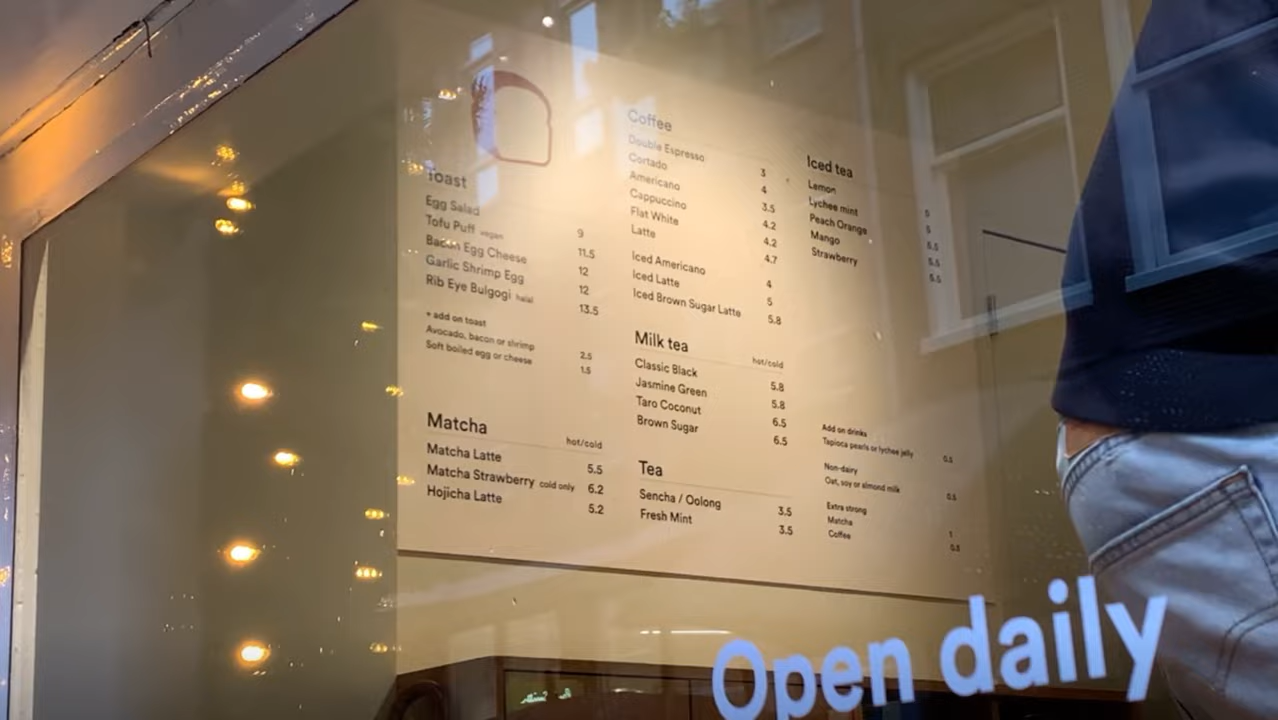 Toast
Egg Salad 9
Tofu Puff vegan 11.5
Bacon Egg Cheese 12
Garlic Shrimp Egg 12
Rib Eye Bulgogi halal 13.5
+ add on toast
Avocado, bacon or shrimp 2.5
Soft boiled egg or cheese 1.5
Matcha hot/cold
Matcha Latte 5.5
Matcha Strawberry cold only 6.2
Hojicha Latte 5.2
Coffee
Double Espresso 3
Cortado 4
Americano 3.5
Cappuccino 4.2
Flat White 4.2
Latte 4.7
Iced Americano 4
Iced Latte 5
Iced Brown Sugar Latte 5.8
Milk tea hot/cold
Classic Black 5.8
Jasmine Green 5.8
Taro Coconut 6.5
Brown Sugar 6.5
Tea
Sencha / Oolong 3.5
Fresh Mint 3.5
Iced tea
Lemon 5
Lychee mint 5
Peach Orange 5.5
Mango 5.5
Strawberry 5.5
Add on drinks
Tapioca pearls or lychee jelly 0.5
Non-dairy
Oat, soy or almond milk 0.5
Extra strong
Matcha 1
Coffee 0.5
Open daily